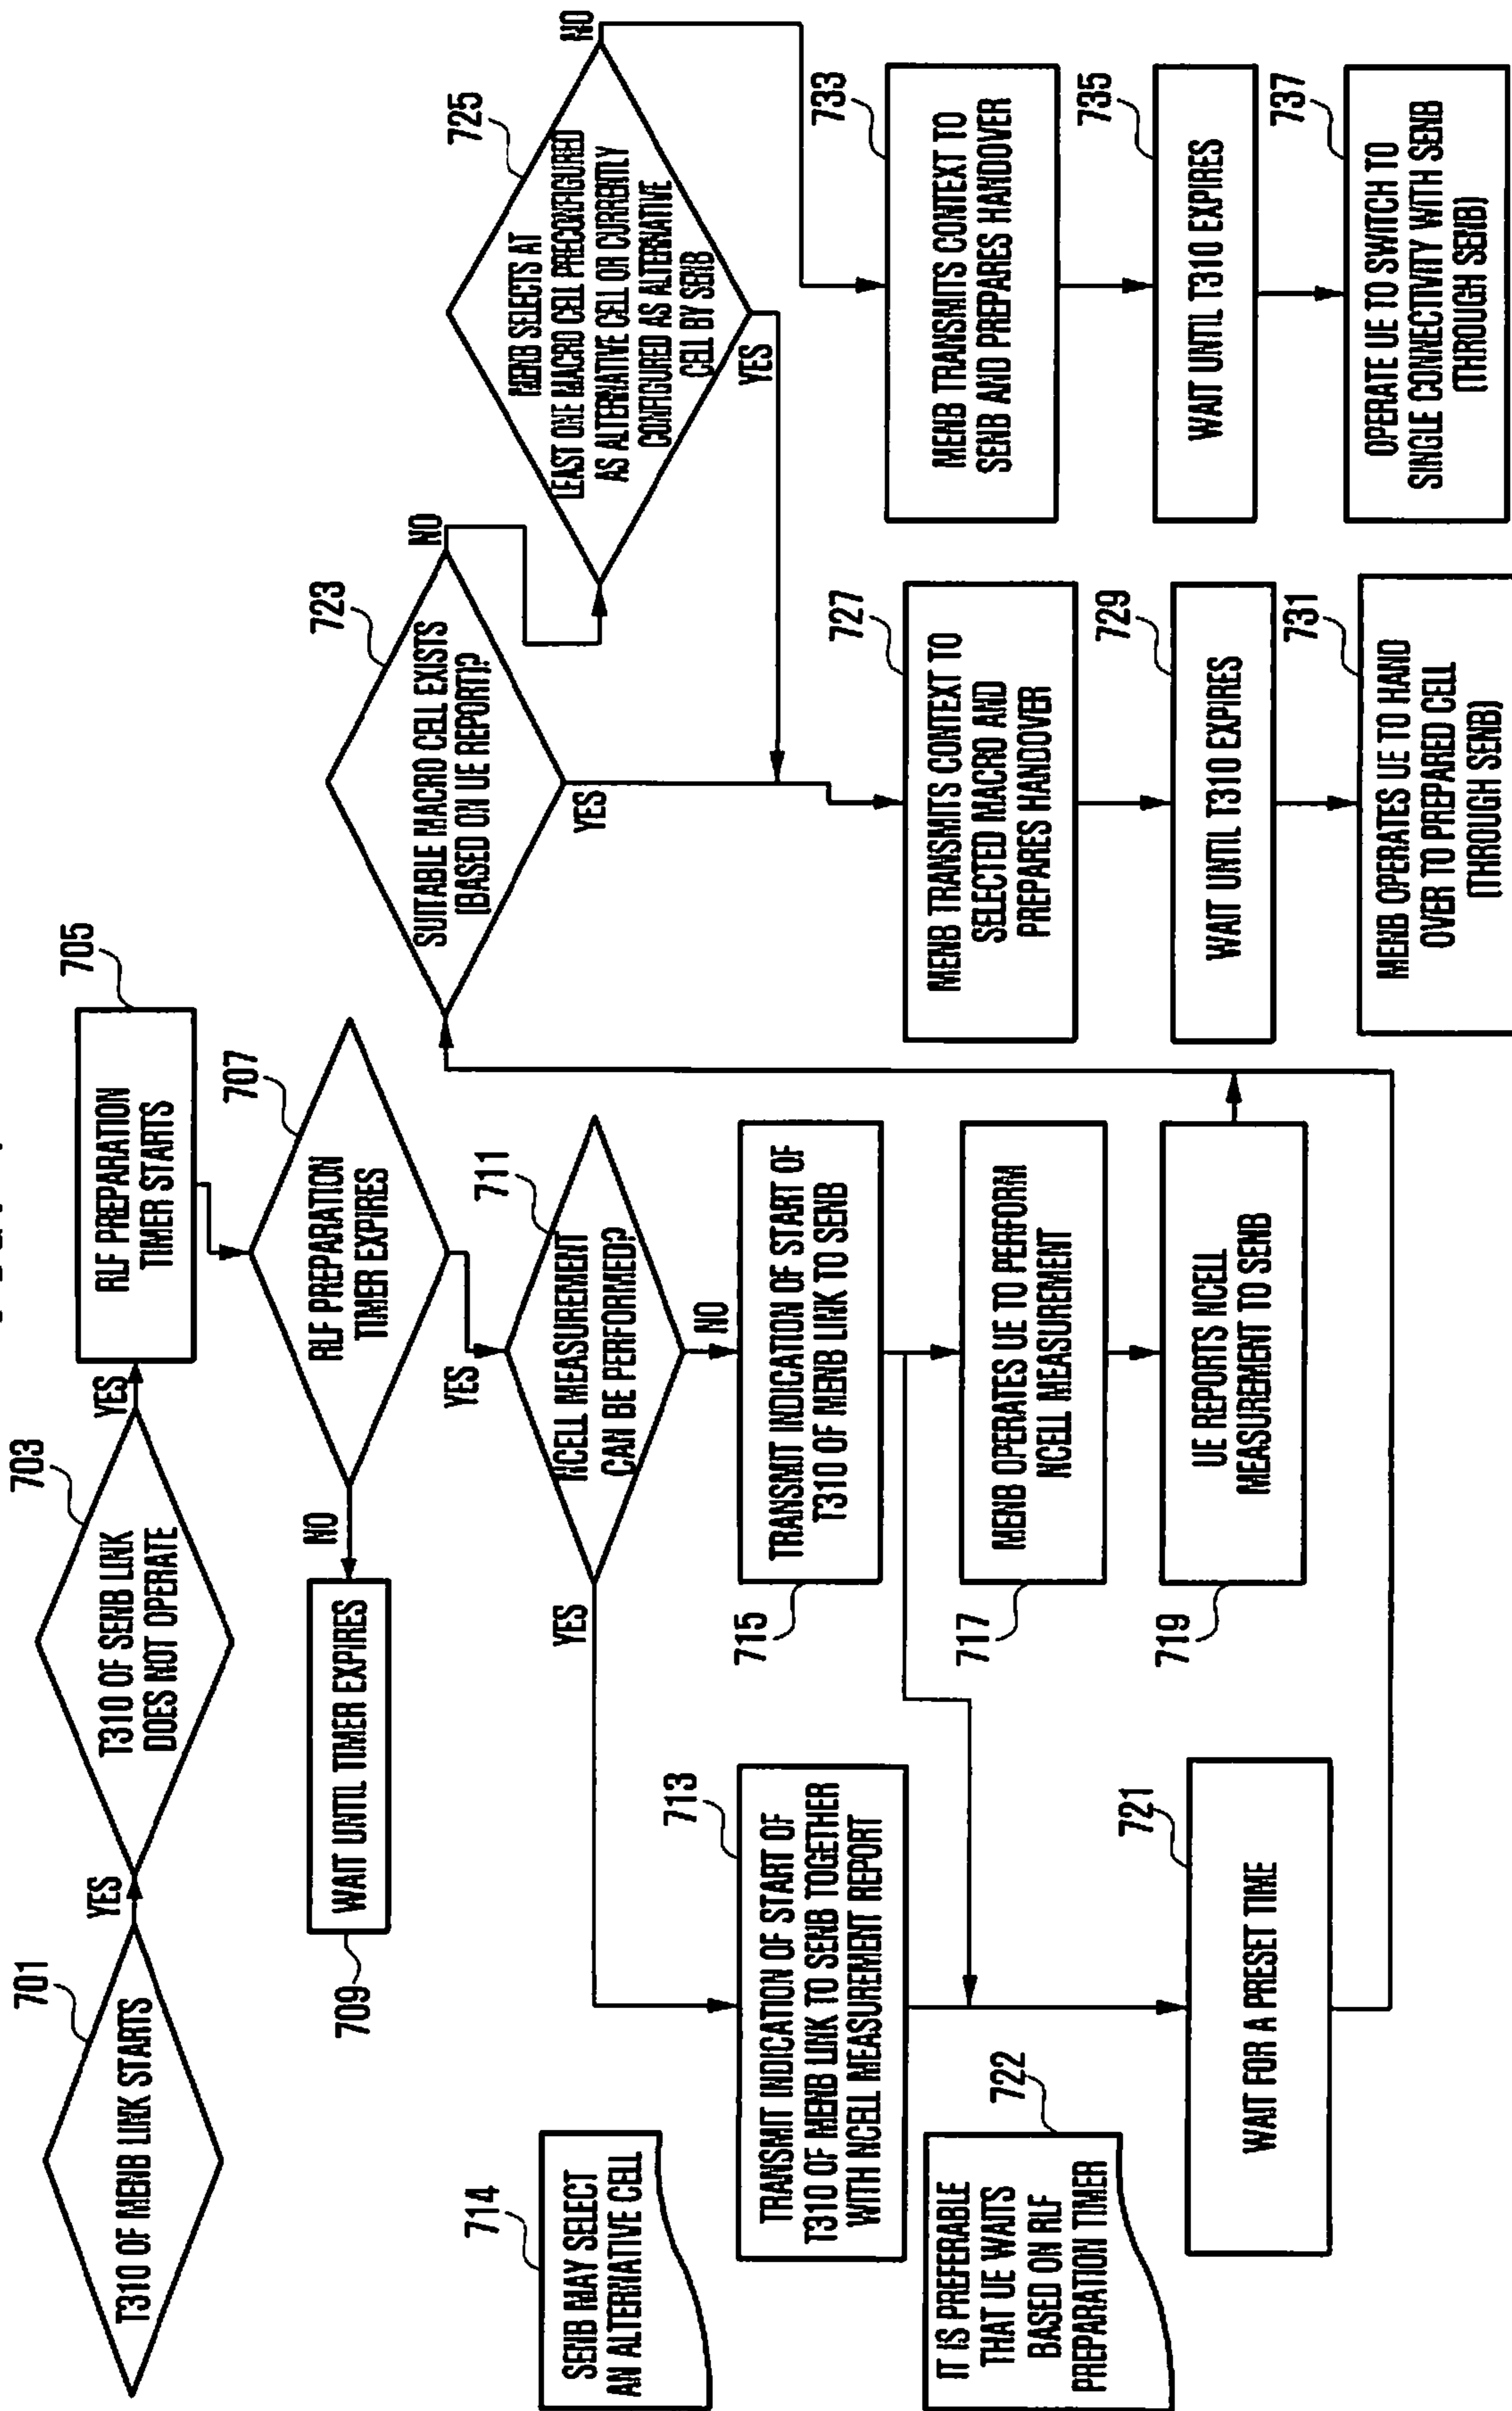 701
T310 OF MENB LINK STARTS
YES
703
T310 OF SENB LINK
DOES NOT OPERATE
YES
705
RLF PREPARATION
TIMER STARTS
707
RLF PREPARATION
TIMER EXPIRES
NO
WAIT UNTIL TIMER EXPIRES
709
YES
711
NCELL MEASUREMENT
CAN BE PERFORMED?
YES
NO
714
SENB MAY SELECT
AN ALTERNATIVE CELL
713
TRANSMIT INDICATION OF START OF
T310 OF MENB LINK TO SENB TOGETHER
WITH NCELL MEASUREMENT REPORT
715
TRANSMIT INDICATION OF START OF
T310 OF MENB LINK TO SENB
717
MENB OPERATES UE TO PERFORM
NCELL MEASUREMENT
719
UE REPORTS NCELL
MEASUREMENT TO SENB
722
IT IS PREFERABLE
THAT UE WAITS
BASED ON RLF
PREPARATION TIMER
721
WAIT FOR A PRESET TIME
723
SUITABLE MACRO CELL EXISTS
(BASED ON UE REPORT)?
NO
YES
725
MENB SELECTS AT
LEAST ONE MACRO CELL PRECONFIGURED
AS ALTERNATIVE CELL OR CURRENTLY
CONFIGURED AS ALTERNATIVE
CELL BY SENB
NO
YES
727
MENB TRANSMITS CONTEXT TO
SELECTED MACRO AND
PREPARES HANDOVER
729
WAIT UNTIL T310 EXPIRES
731
MENB OPERATES UE TO HAND
OVER TO PREPARED CELL
(THROUGH SENB)
733
MENB TRANSMITS CONTEXT TO
SENB AND PREPARES HANDOVER
735
WAIT UNTIL T310 EXPIRES
737
OPERATE UE TO SWITCH TO
SINGLE CONNECTIVITY WITH SENB
(THROUGH SENB)